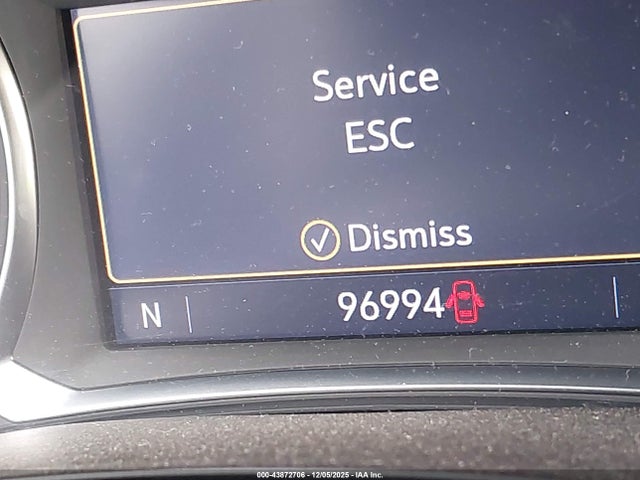 Service
ESC
Dismiss
N 96994
000-43872706 - 12/05/2025 - IAA Inc.